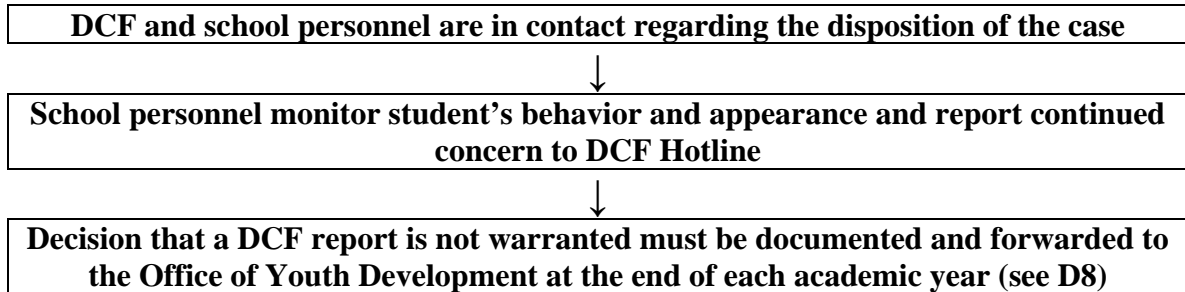 DCF and school personnel are in contact regarding the disposition of the case
↓
School personnel monitor student’s behavior and appearance and report continued
concern to DCF Hotline
↓
Decision that a DCF report is not warranted must be documented and forwarded to
the Office of Youth Development at the end of each academic year (see D8)